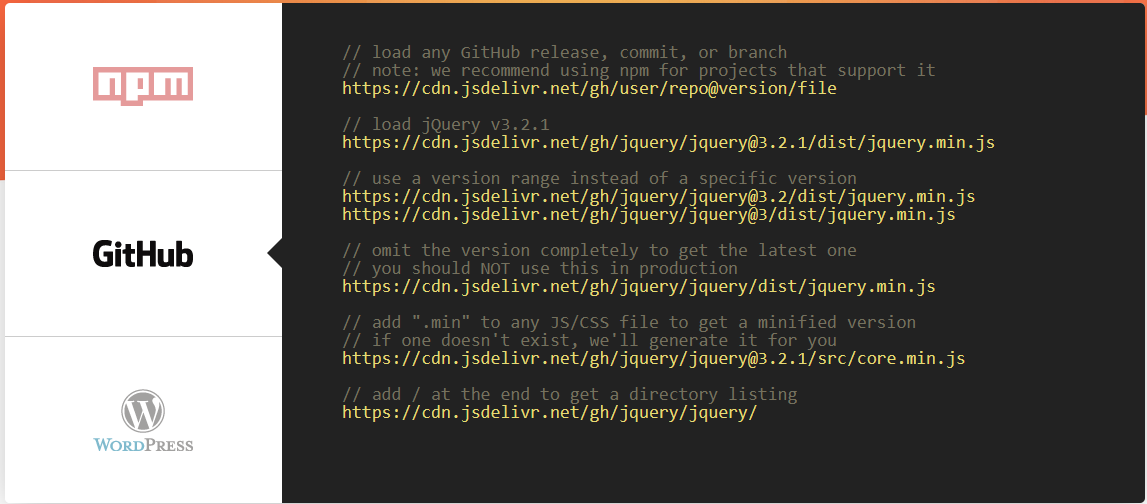 npm
GitHub
WORDPRESS
// load any GitHub release, commit, or branch
// note: we recommend using npm for projects that support it
https://cdn.jsdelivr.net/gh/user/repo@version/file
// load jQuery v3.2.1
https://cdn.jsdelivr.net/gh/jquery/jquery@3.2.1/dist/jquery.min.js
// use a version range instead of a specific version
https://cdn.jsdelivr.net/gh/jquery/jquery@3.2/dist/jquery.min.js
https://cdn.jsdelivr.net/gh/jquery/jquery@3/dist/jquery.min.js
// omit the version completely to get the latest one
// you should NOT use this in production
https://cdn.jsdelivr.net/gh/jquery/jquery/dist/jquery.min.js
// add ".min" to any JS/CSS file to get a minified version
// if one doesn't exist, we'll generate it for you
https://cdn.jsdelivr.net/gh/jquery/jquery@3.2.1/src/core.min.js
// add / at the end to get a directory listing
https://cdn.jsdelivr.net/gh/jquery/jquery/